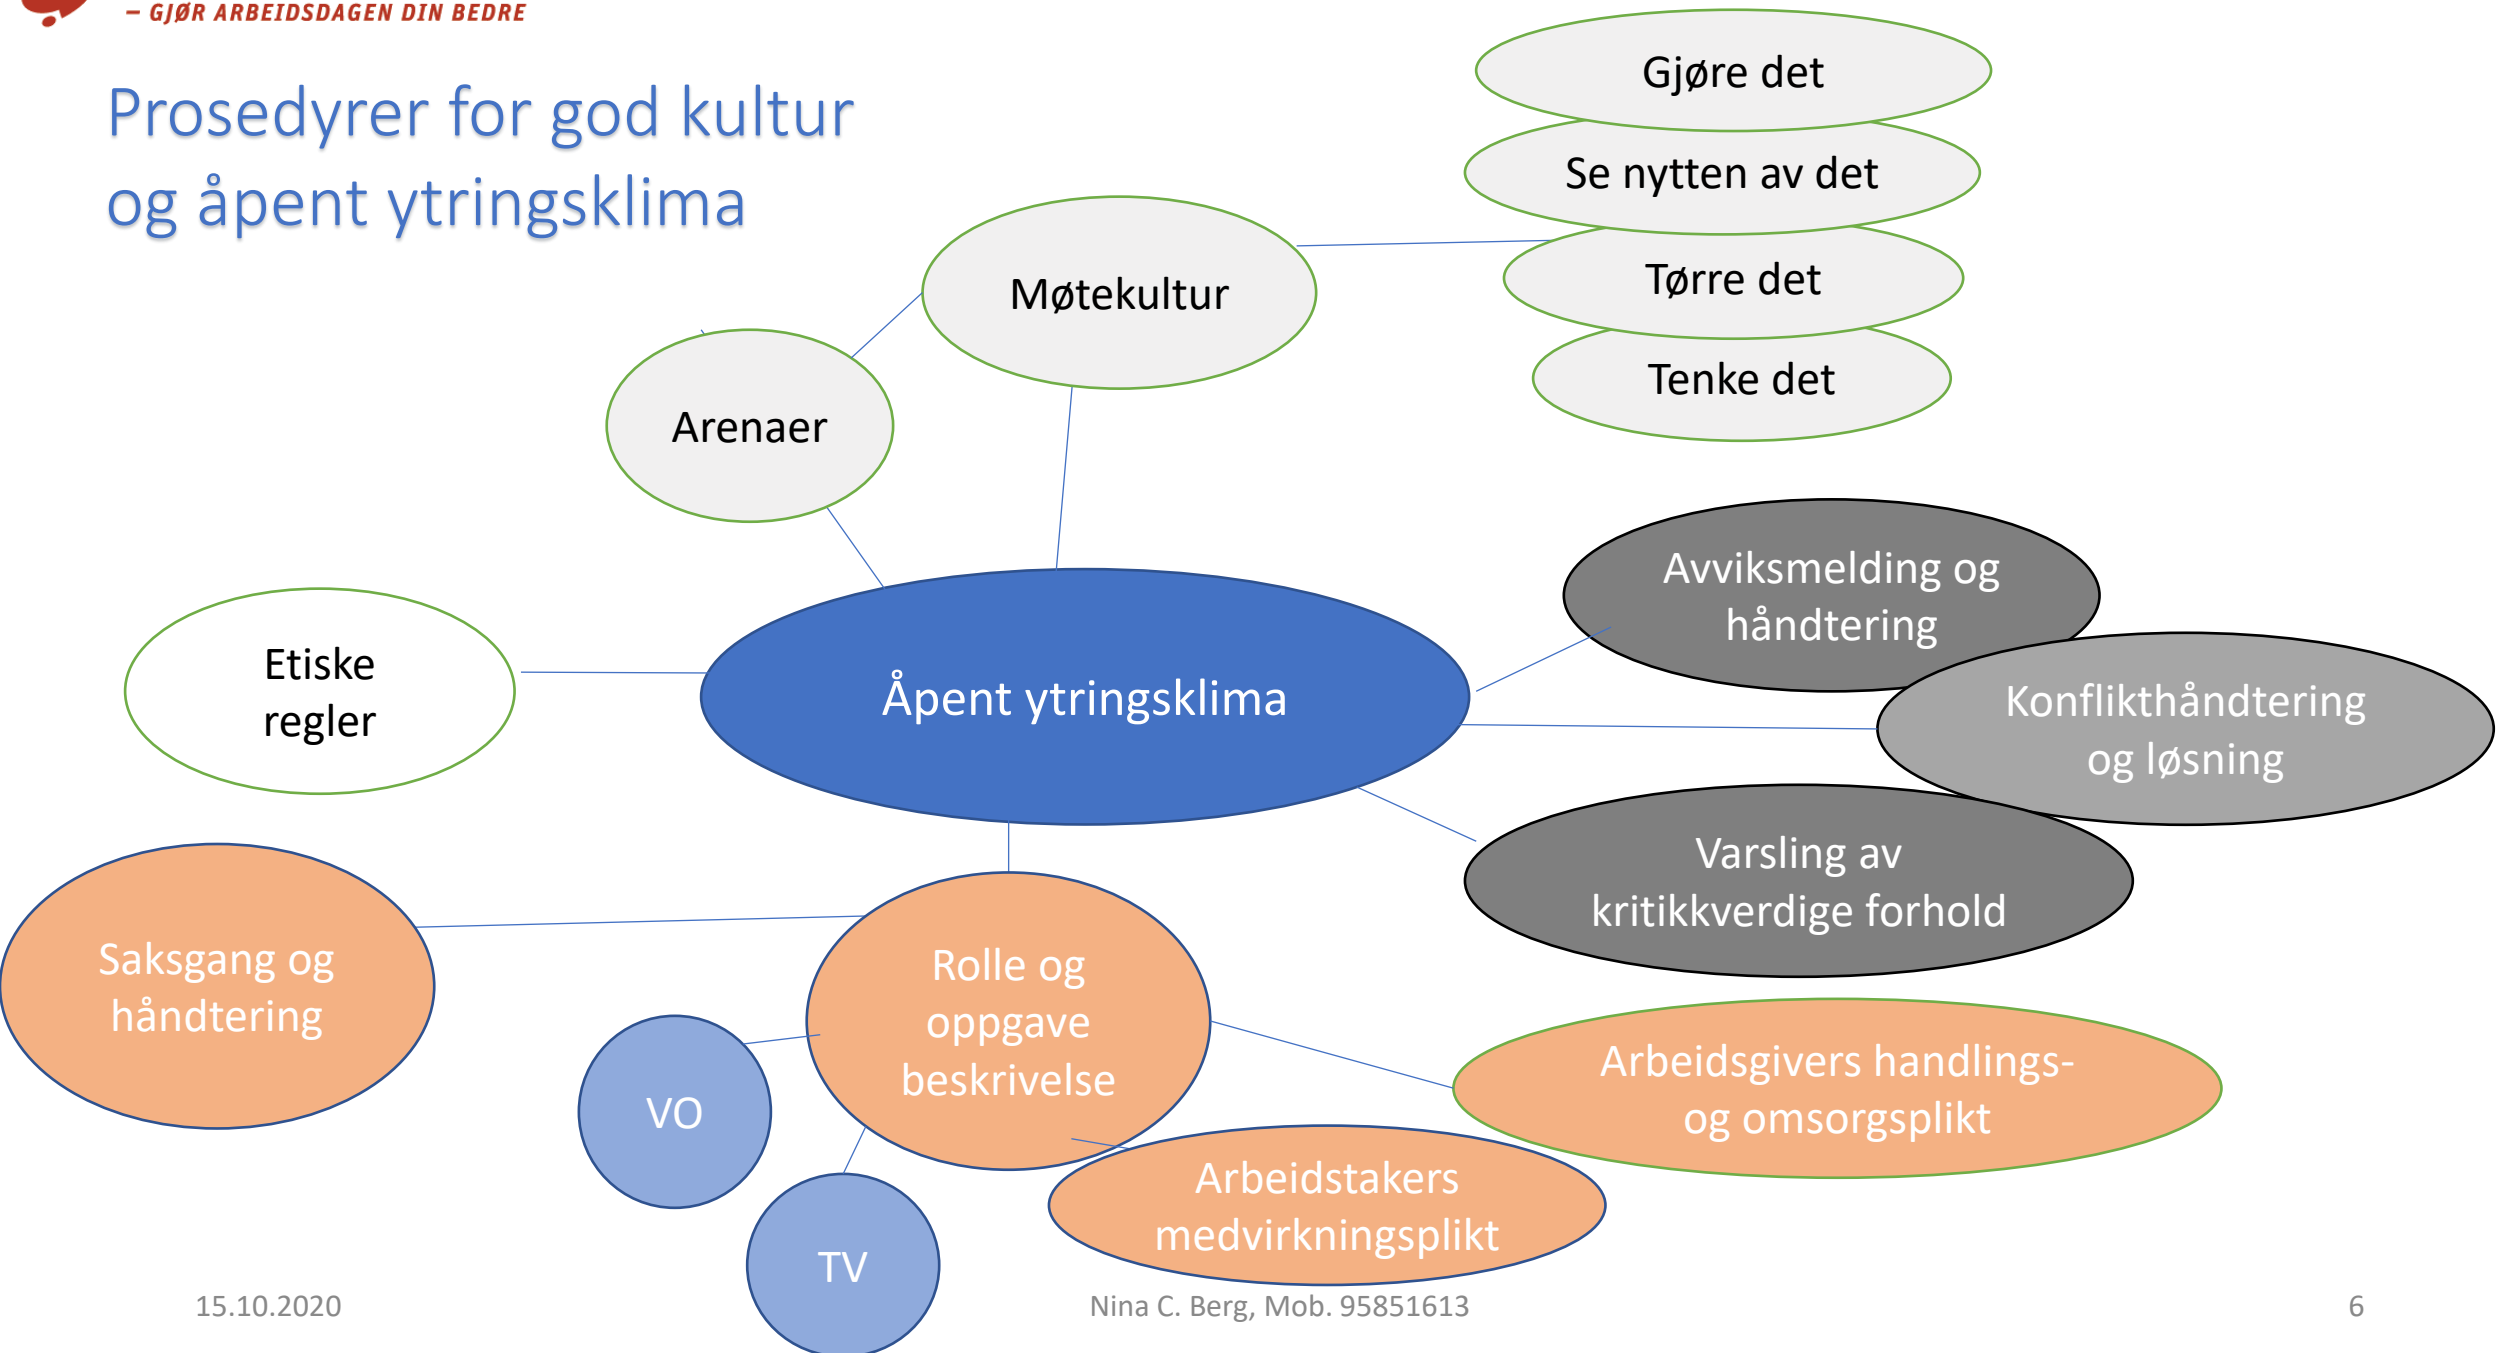 – GJØR ARBEIDSDAGEN DIN BEDRE
Prosedyrer for god kultur
og åpent ytringsklima
Gjøre det
Se nytten av det
Tørre det
Tenke det
Møtekultur
Arenaer
Etiske
regler
Åpent ytringsklima
Avviksmelding og
håndtering
Konflikthåndtering
og løsning
Varsling av
kritikkverdige forhold
Saksgang og
håndtering
Rolle og
oppgave
beskrivelse
VO
TV
Arbeidsgivers handlings-
og omsorgsplikt
Arbeidstakers
medvirkningsplikt
15.10.2020
Nina C. Berg, Mob. 95851613
6